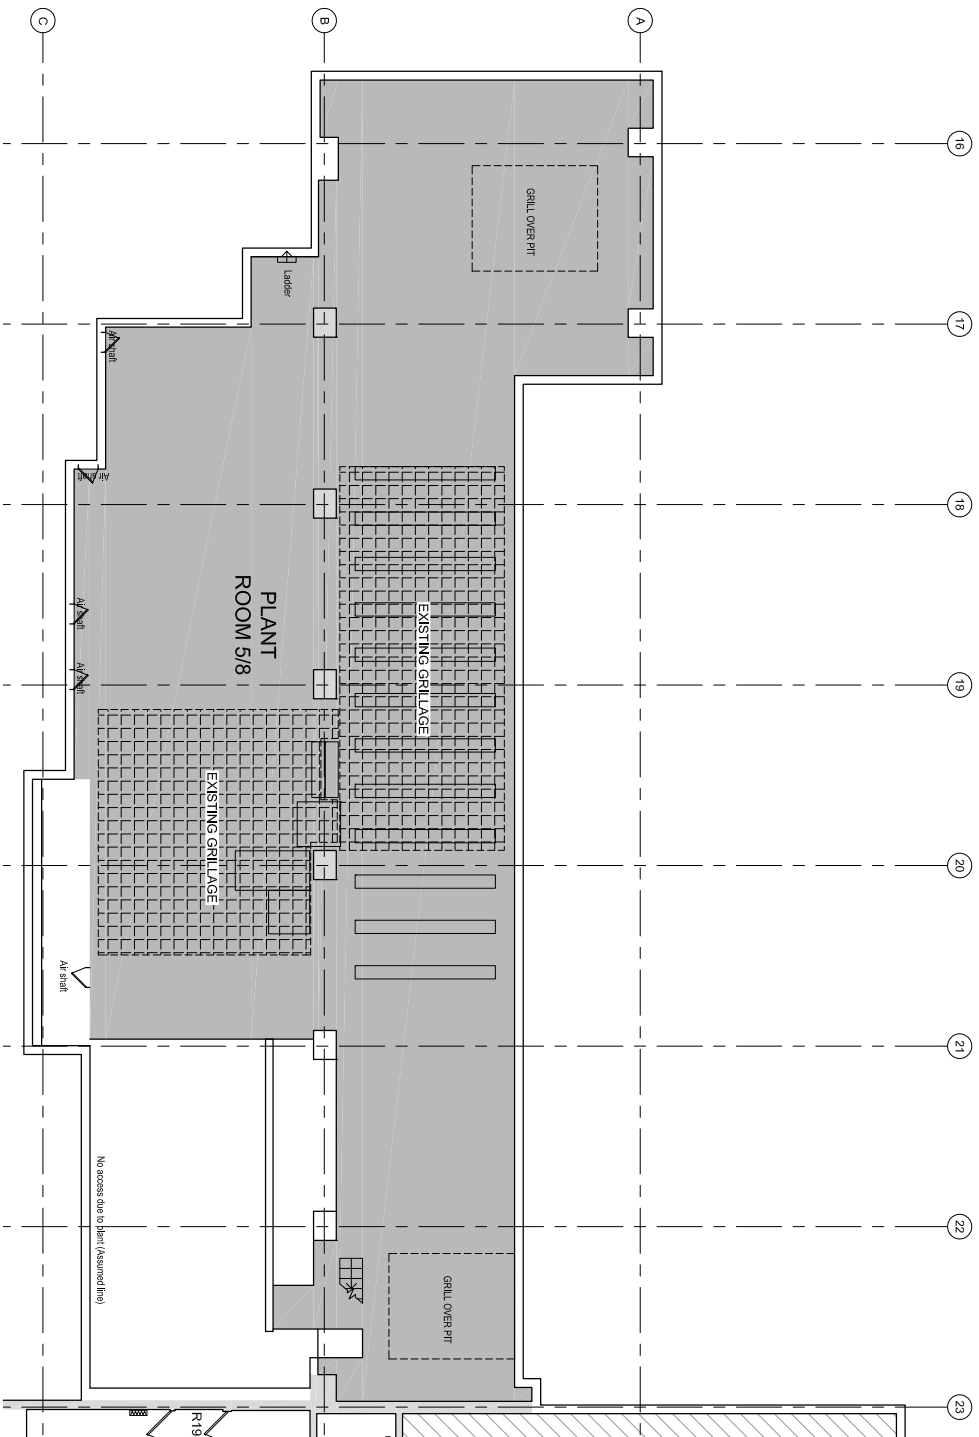 C
B
A
16
GRILL OVER PIT
Ladder
17
Air shaft
Air shaft
18
PLANT
ROOM 5/8
EXISTING GRILLAGE
Air shaft
Air shaft
19
EXISTING GRILLAGE
20
Air shaft
21
No access due to plant (Assumed line)
22
GRILL OVER PIT
23
R19